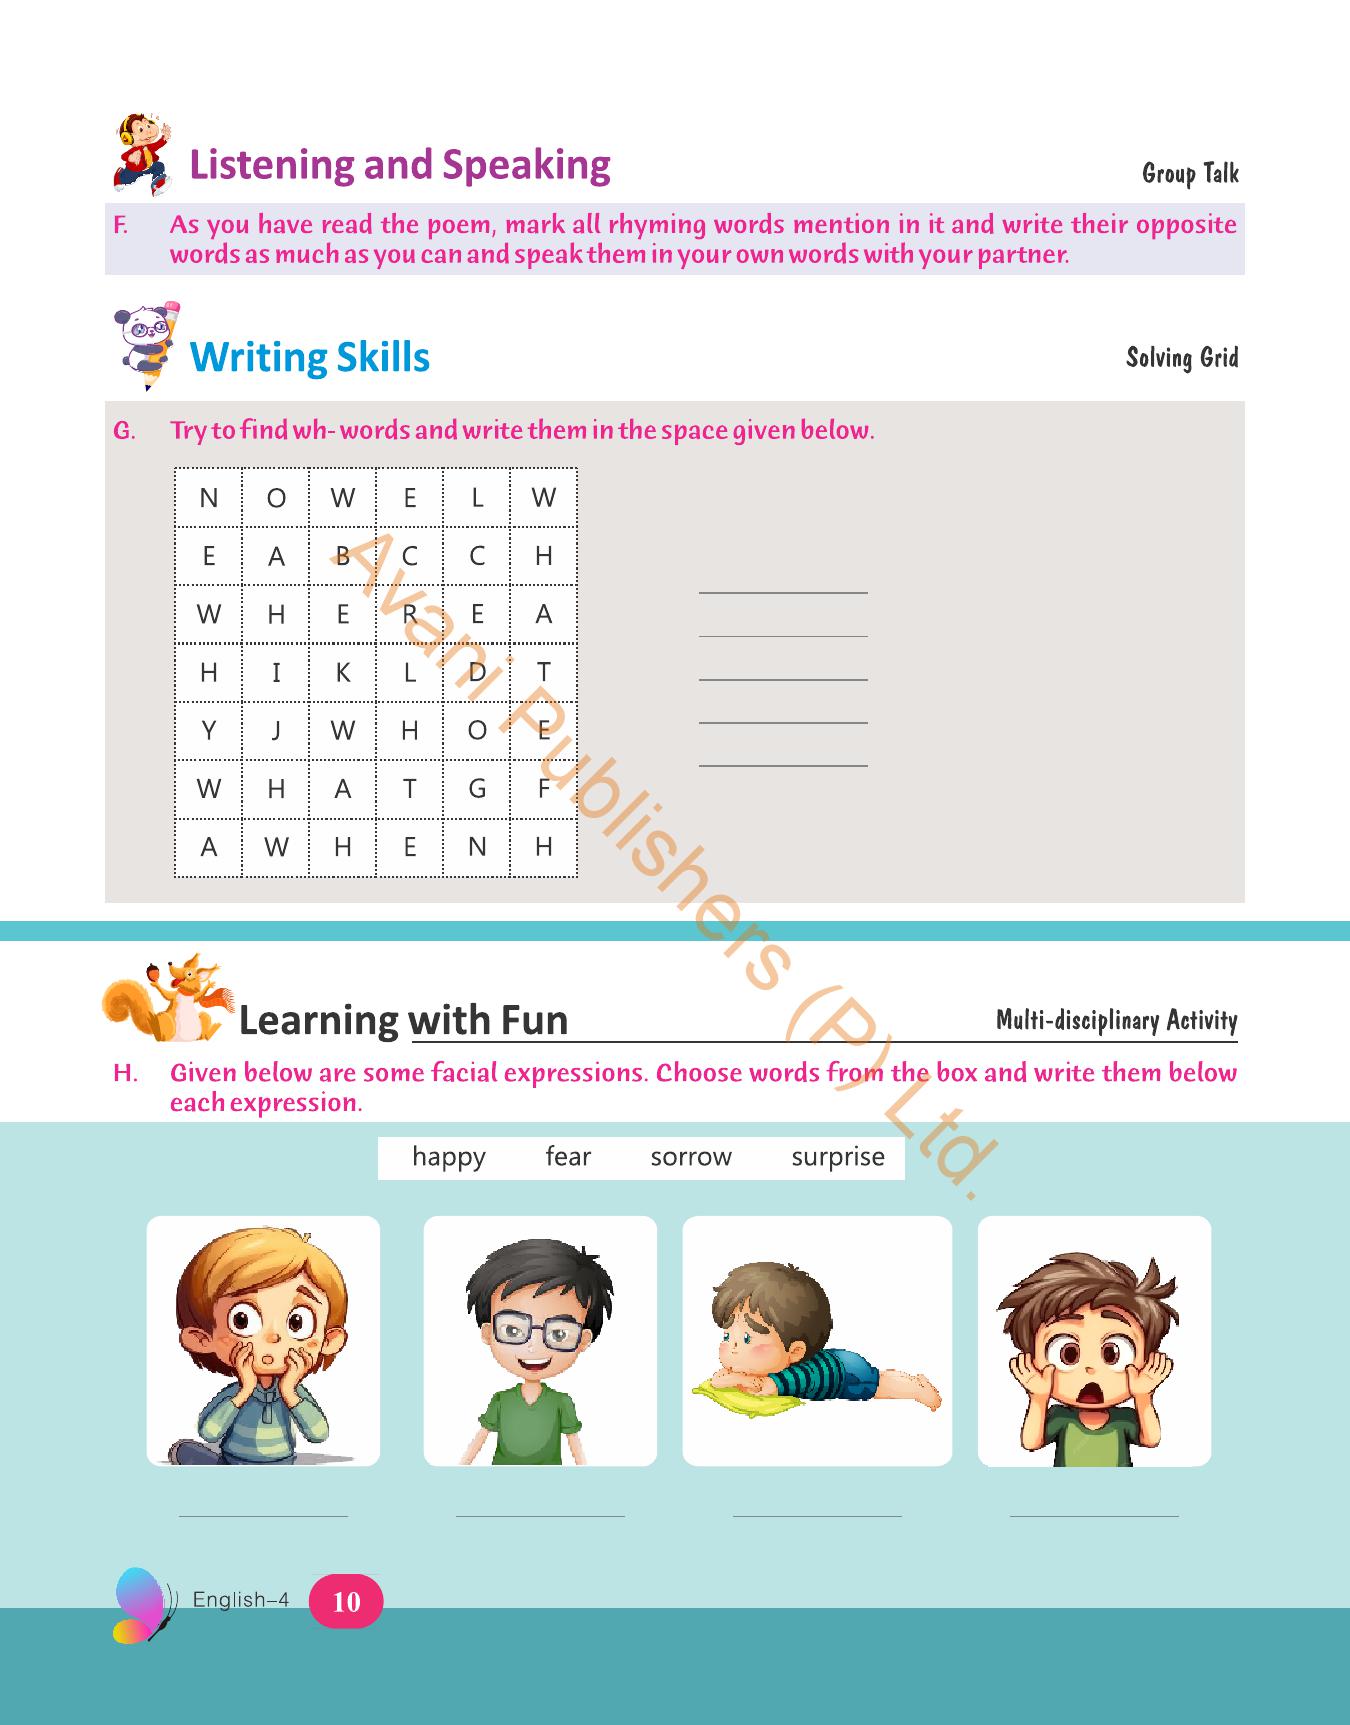 Listening and Speaking
Group Talk
F. As you have read the poem, mark all rhyming words mention in it and write their opposite
words as much as you can and speak them in your own words with your partner.
Writing Skills
Solving Grid
G. Try to find wh- words and write them in the space given below.
N O W E L W
E A B C C H
W H E R E A
H I K L D T
Y J W H O E
W H A T G F
A W H E N H
Learning with Fun
Multi-disciplinary Activity
H. Given below are some facial expressions. Choose words from the box and write them below
each expression.
happy fear sorrow surprise
English–4 10
Avani Publishers (P) Ltd.